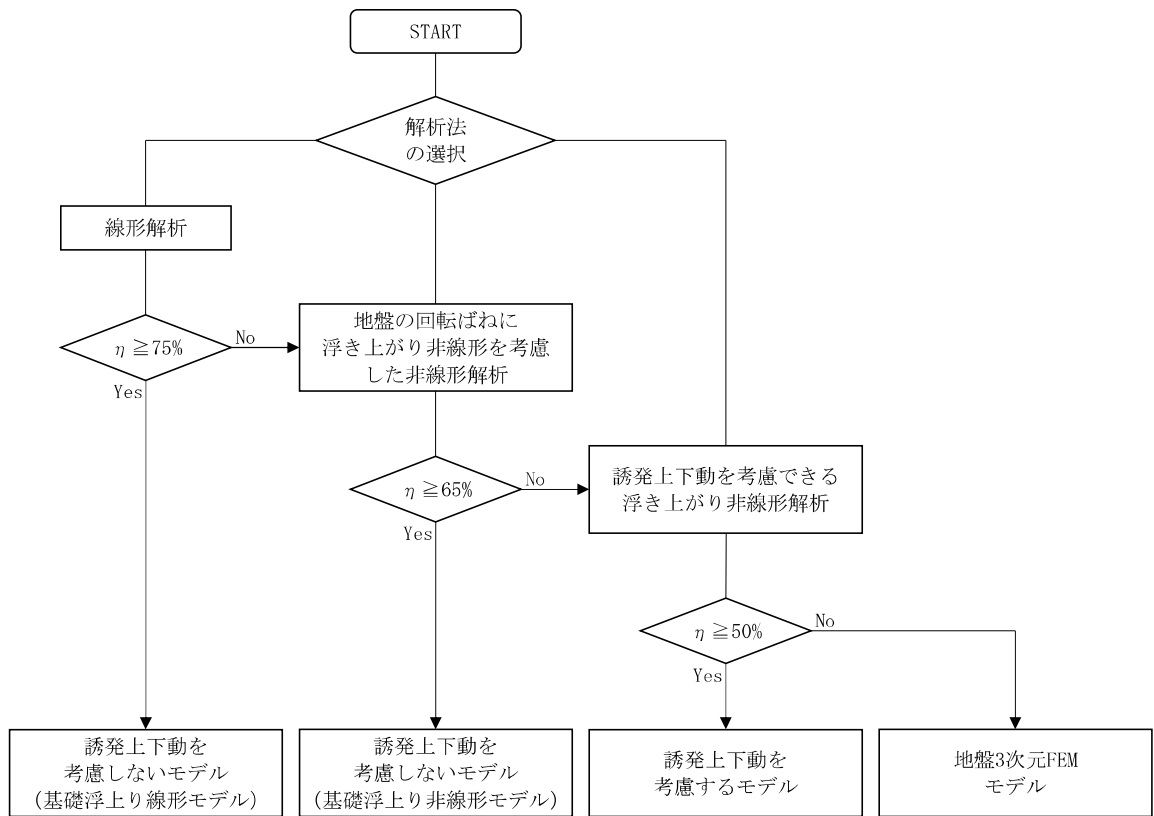 START
解析法
の選択
線形解析
η≧75%
No
Yes
地盤の回転ばねに
浮き上がり非線形を考慮
した非線形解析
η≧65%
No
Yes
誘発上下動を考慮できる
浮き上がり非線形解析
η≧50%
No
Yes
誘発上下動を
考慮しないモデル
(基礎浮上り線形モデル)
誘発上下動を
考慮しないモデル
(基礎浮上り非線形モデル)
誘発上下動を
考慮するモデル
地盤3次元FEM
モデル